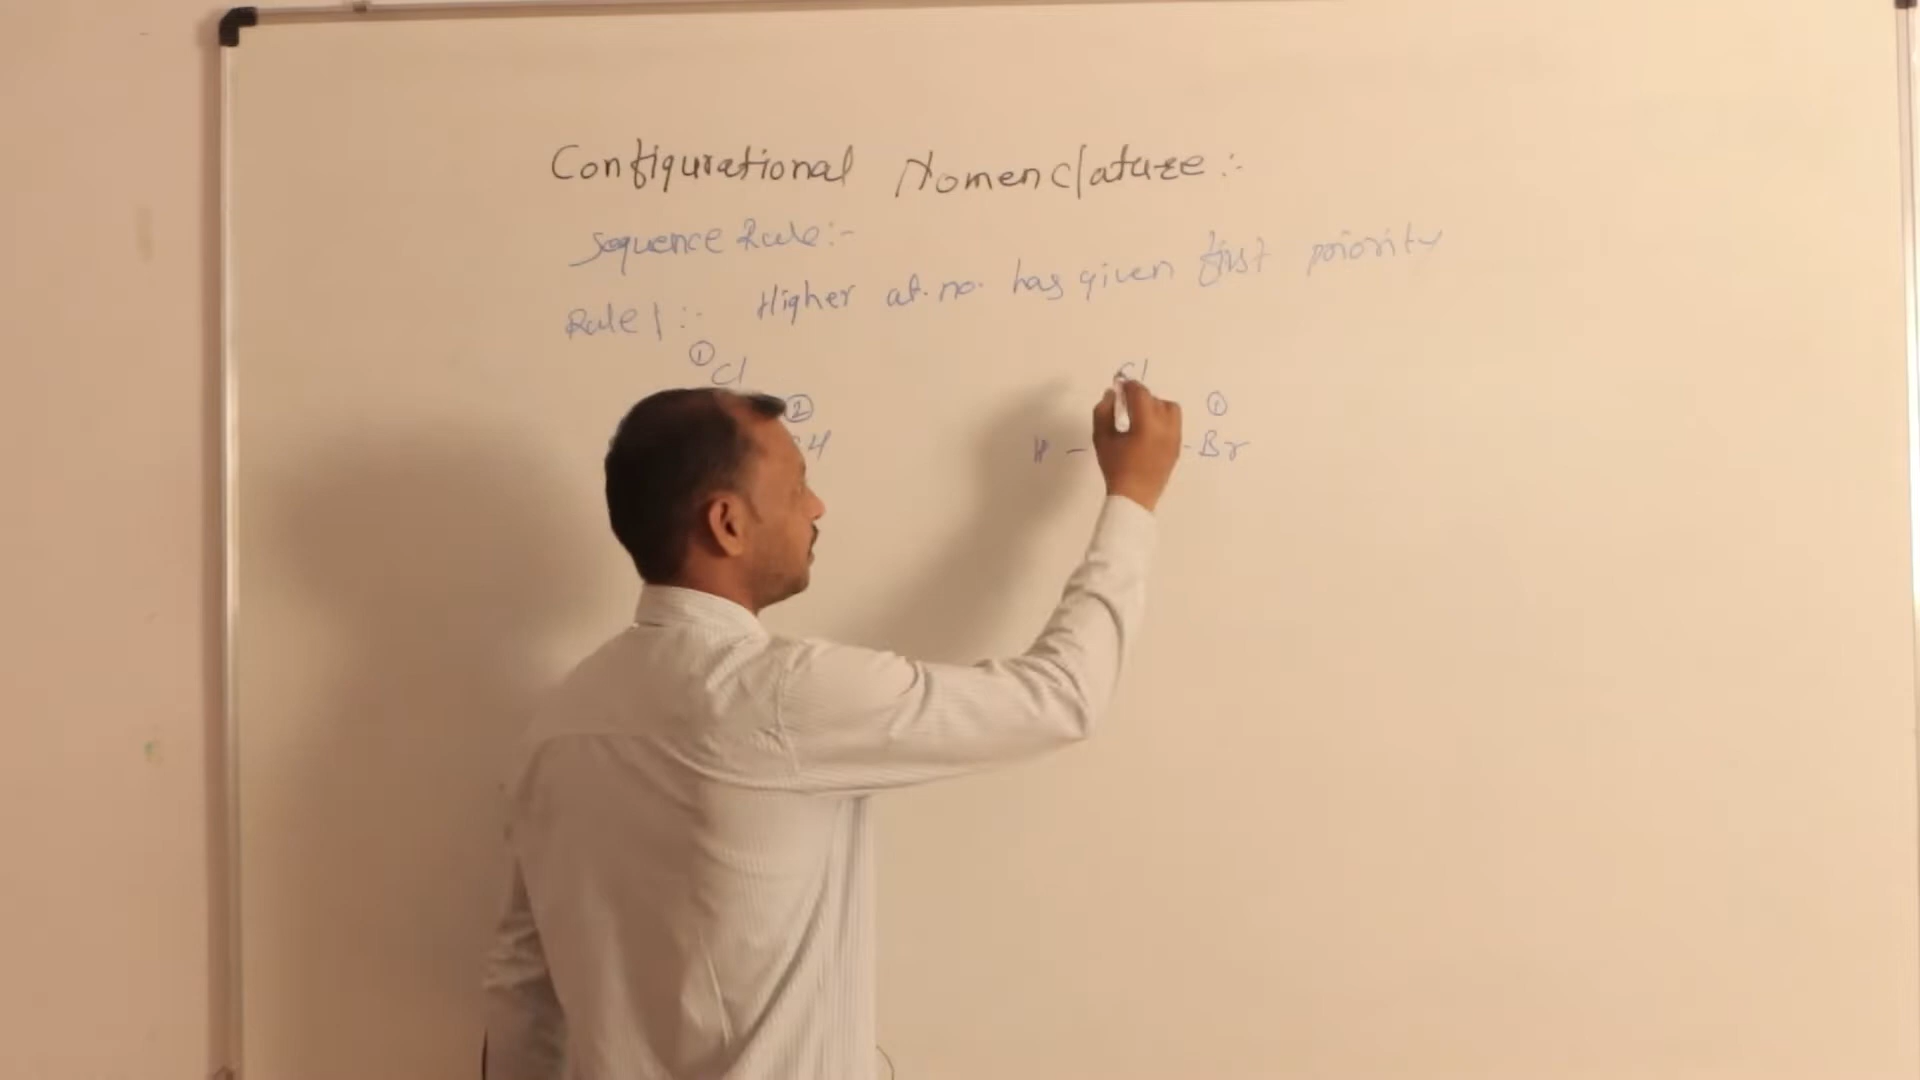 Configurational Nomenclature:-
Sequence Rule:-
Rule 1:- Higher at. no. has given first priority
① Cl Cl
② ①
H - - Br